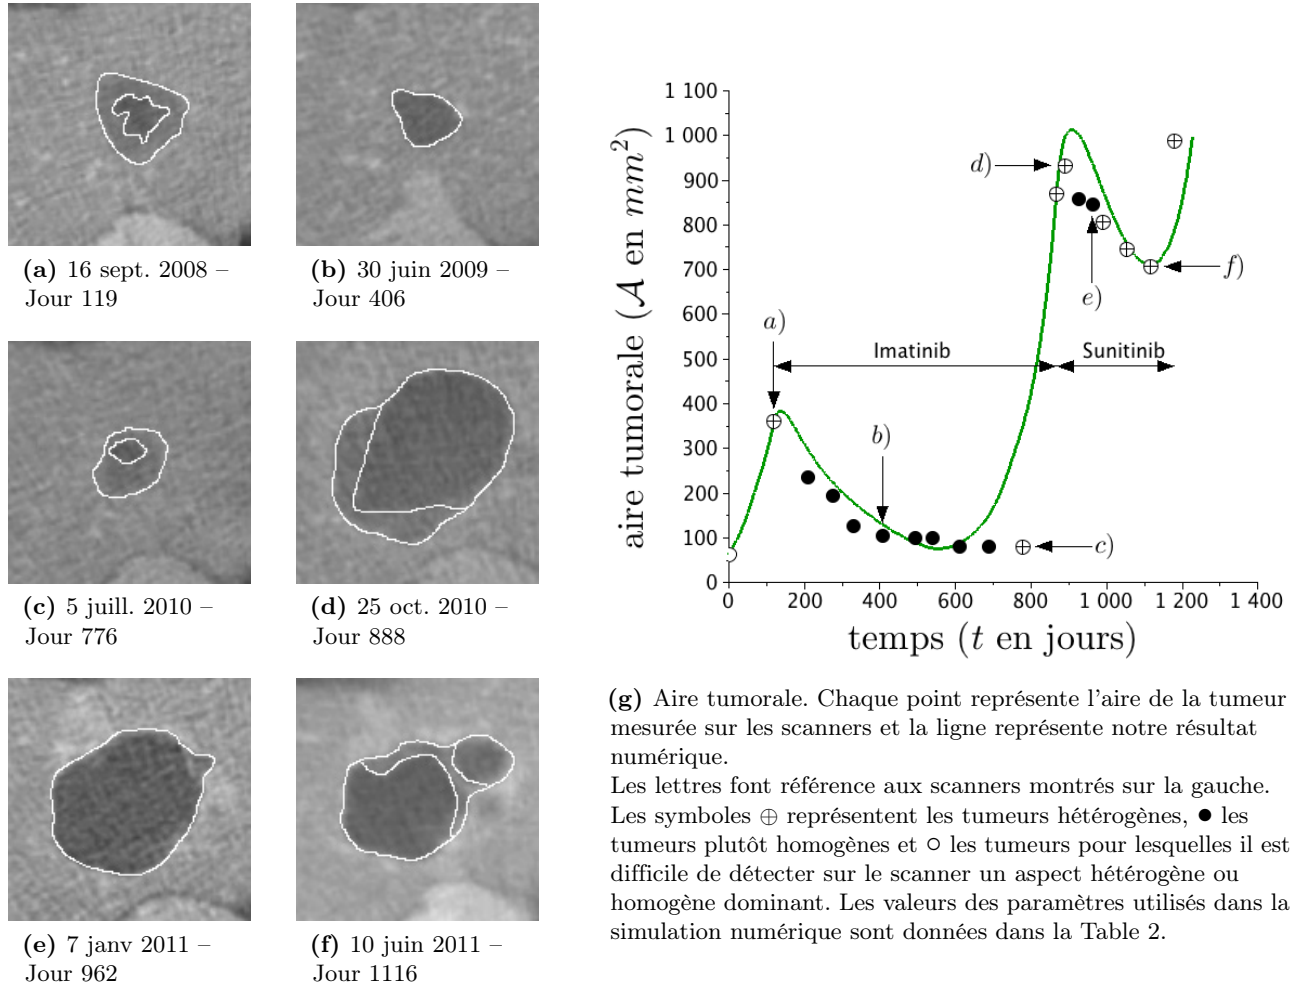 (a) 16 sept. 2008 –
Jour 119
(b) 30 juin 2009 –
Jour 406
(c) 5 juill. 2010 –
Jour 776
(d) 25 oct. 2010 –
Jour 888
(e) 7 janv 2011 –
Jour 962
(f) 10 juin 2011 –
Jour 1116
aire tumorale (𝒜 en mm²)
1 100
1 000
900
800
700
600
500
400
300
200
100
0
0 200 400 600 800 1 000 1 200 1 400
temps (t en jours)
a)
b)
c)
d)
e)
f)
Imatinib
Sunitinib
(g) Aire tumorale. Chaque point représente l'aire de la tumeur
mesurée sur les scanners et la ligne représente notre résultat
numérique.
Les lettres font référence aux scanners montrés sur la gauche.
Les symboles ⊕ représentent les tumeurs hétérogènes, ● les
tumeurs plutôt homogènes et ○ les tumeurs pour lesquelles il est
difficile de détecter sur le scanner un aspect hétérogène ou
homogène dominant. Les valeurs des paramètres utilisés dans la
simulation numérique sont données dans la Table 2.